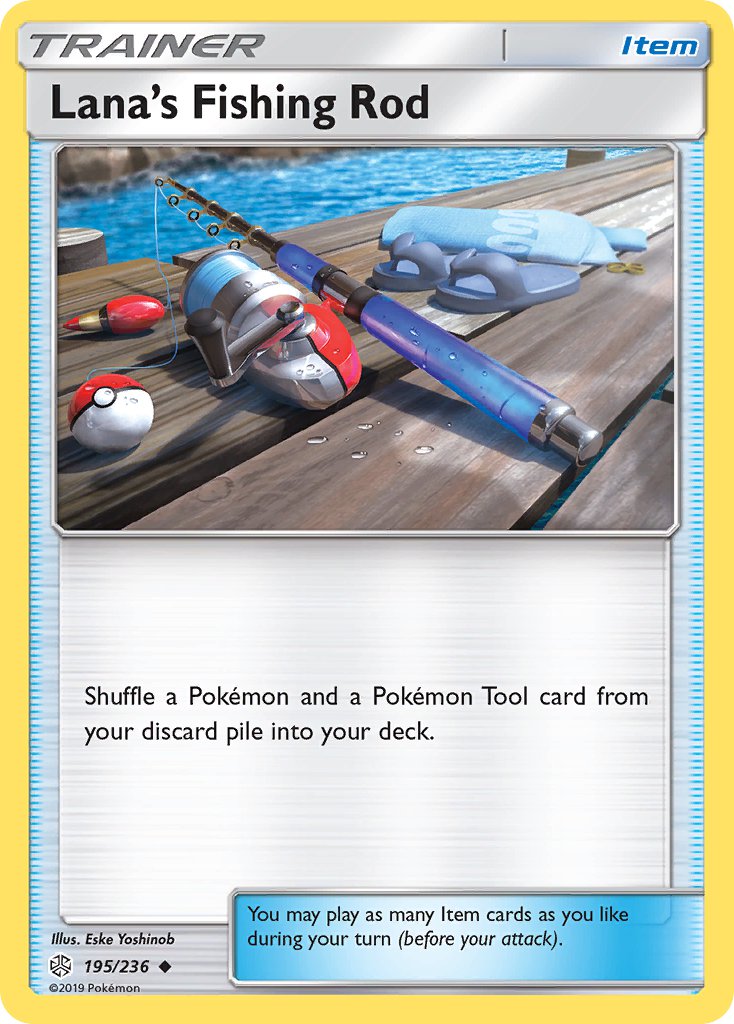 TRAINER
Item
Lana's Fishing Rod
Shuffle a Pokémon and a Pokémon Tool card from
your discard pile into your deck.
You may play as many Item cards as you like
during your turn (before your attack).
Illus. Eske Yoshinob
195/236
©2019 Pokémon